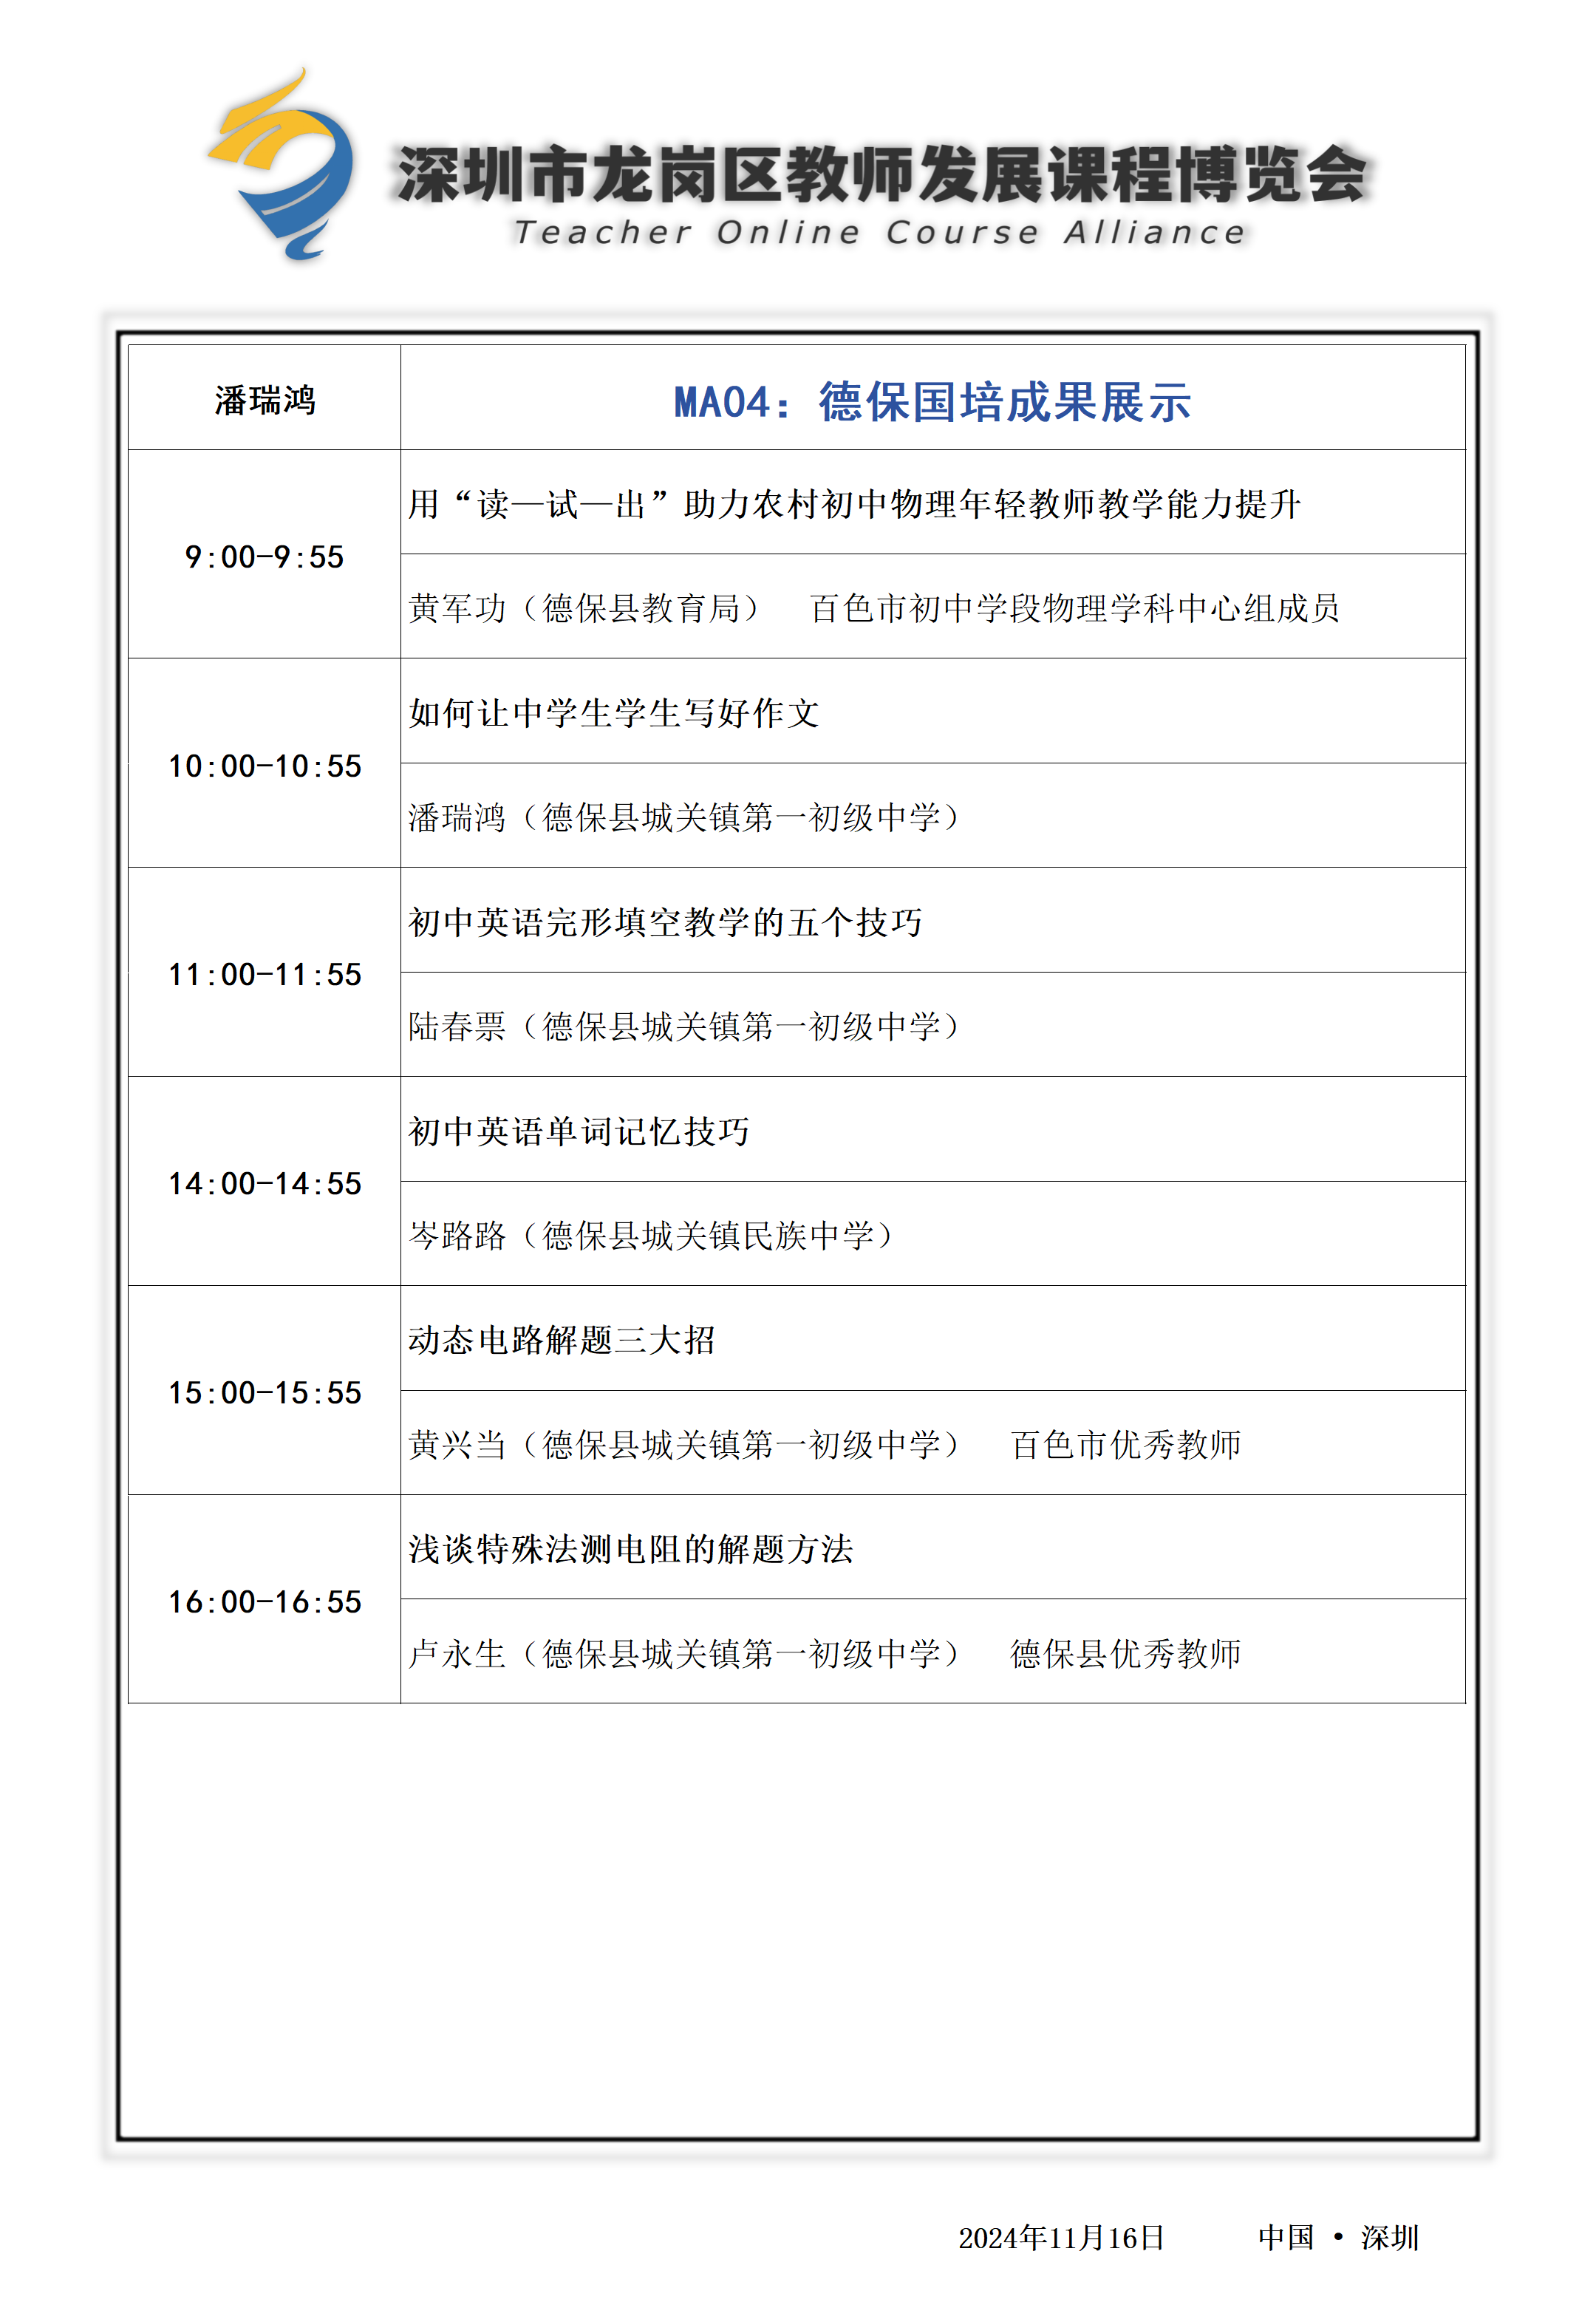 深圳市龙岗区教师发展课程博览会
Teacher Online Course Alliance
潘瑞鸿
MA04：德保国培成果展示
9:00-9:55
用“读—试—出”助力农村初中物理年轻教师教学能力提升
黄军功（德保县教育局） 百色市初中学段物理学科中心组成员
10:00-10:55
如何让中学生学生写好作文
潘瑞鸿（德保县城关镇第一初级中学）
11:00-11:55
初中英语完形填空教学的五个技巧
陆春票（德保县城关镇第一初级中学）
14:00-14:55
初中英语单词记忆技巧
岑路路（德保县城关镇民族中学）
15:00-15:55
动态电路解题三大招
黄兴当（德保县城关镇第一初级中学） 百色市优秀教师
16:00-16:55
浅谈特殊法测电阻的解题方法
卢永生（德保县城关镇第一初级中学） 德保县优秀教师
2024年11月16日 中国 · 深圳